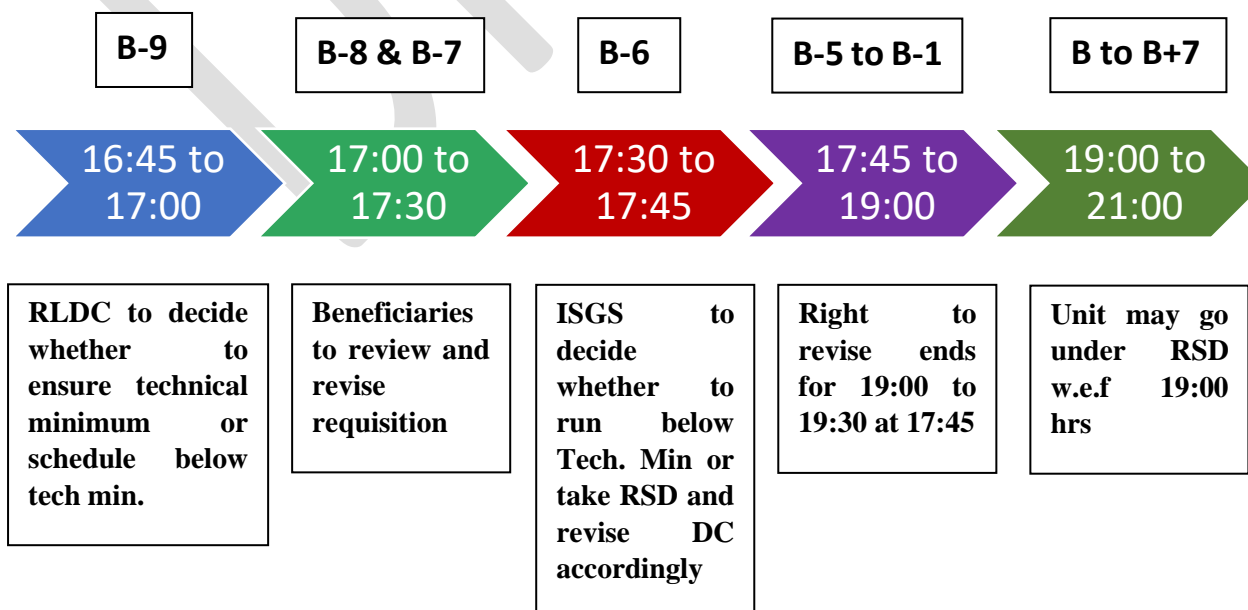 B-9
B-8 & B-7
B-6
B-5 to B-1
B to B+7
16:45 to
17:00
17:00 to
17:30
17:30 to
17:45
17:45 to
19:00
19:00 to
21:00
RLDC to decide
whether to
ensure technical
minimum or
schedule below
tech min.
Beneficiaries
to review and
revise
requisition
ISGS to
decide
whether to
run below
Tech. Min or
take RSD and
revise DC
accordingly
Right to
revise ends
for 19:00 to
19:30 at 17:45
Unit may go
under RSD
w.e.f 19:00
hrs